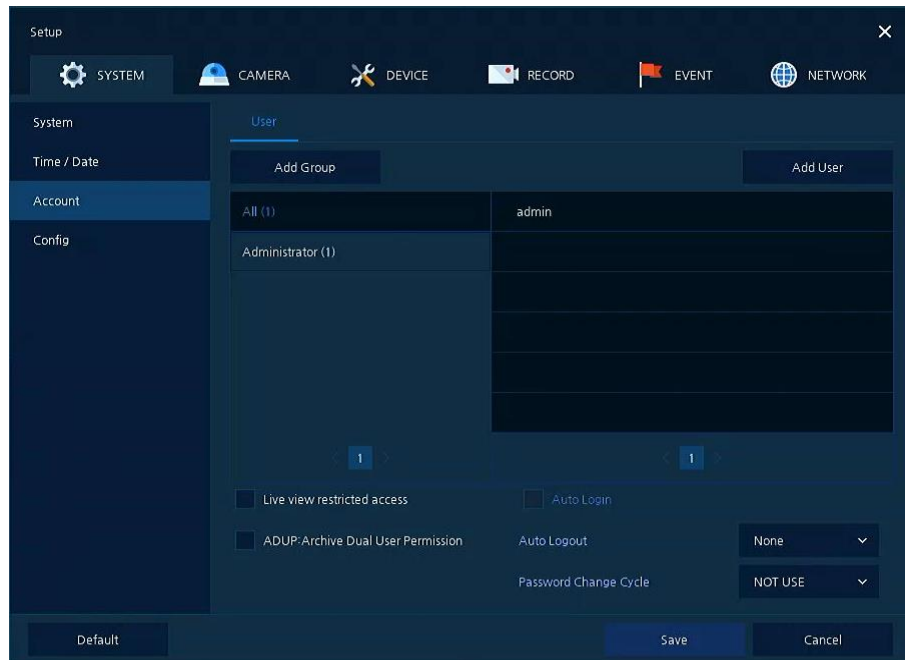 Setup
SYSTEM CAMERA DEVICE RECORD EVENT NETWORK
System
Time / Date
Account
Config
User
Add Group Add User
All (1) admin
Administrator (1)
< 1 > < 1 >
Live view restricted access Auto Login
ADUP:Archive Dual User Permission Auto Logout None
Password Change Cycle NOT USE
Default Save Cancel